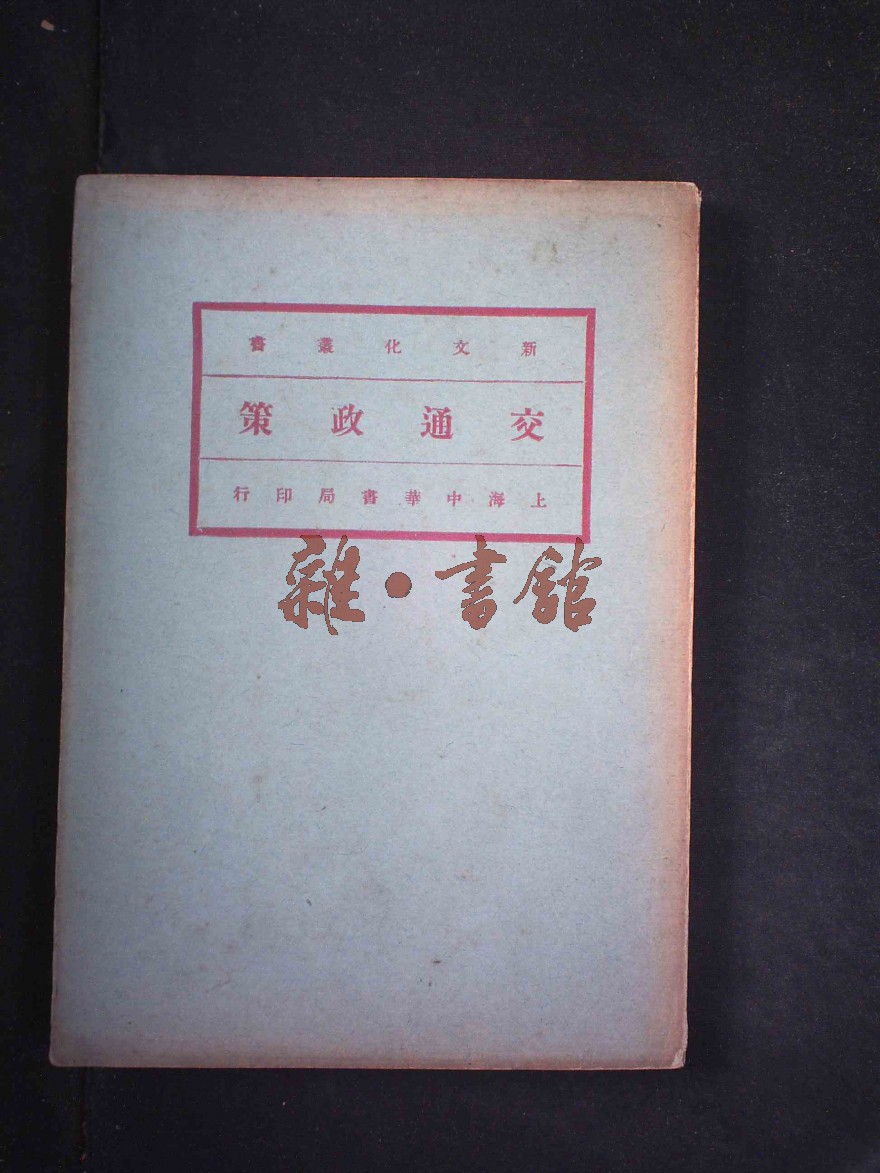 新文化叢書
交通政策
上海中華書局印行
雜·書館